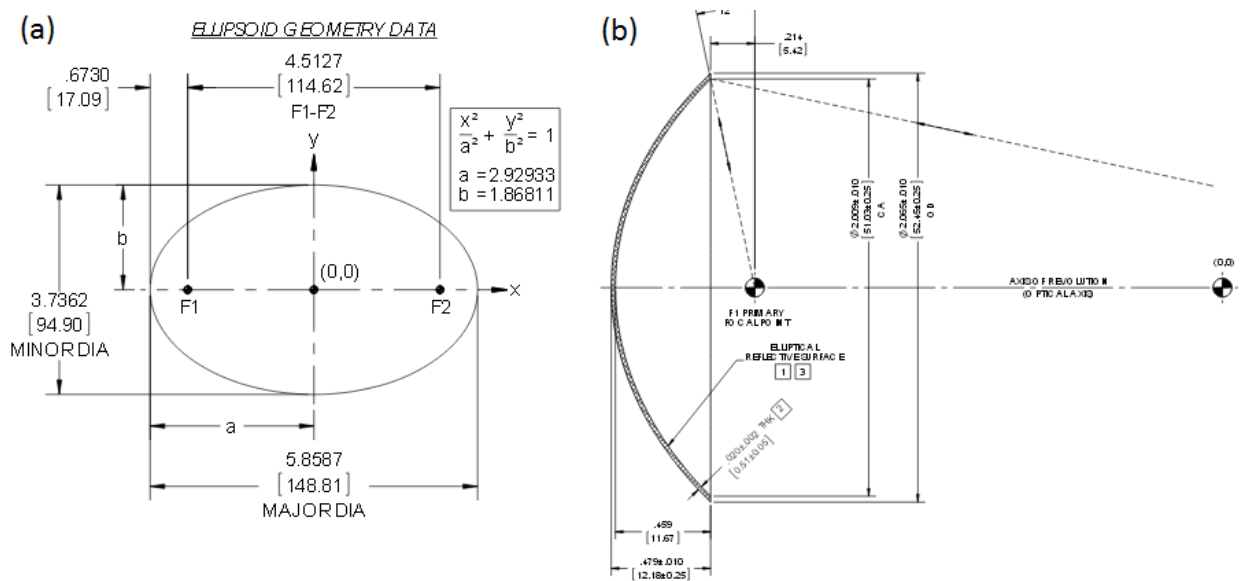 (a)
ELLIPSOID GEOMETRY DATA
.6730
[17.09]
4.5127
[114.62]
F1-F2
y
x²/a² + y²/b² = 1
a = 2.92933
b = 1.86811
b
(0,0)
x
F1
F2
3.7362
[94.90]
MINOR DIA
a
5.8587
[148.81]
MAJOR DIA
(b)
.214
[5.42]
Ø2.009±.010
[51.03±0.25]
CA
Ø2.065±.010
[52.45±0.25]
OD
(0,0)
AXIS OF REVOLUTION
(OPTICAL AXIS)
F1 PRIMARY
FOCAL POINT
ELLIPTICAL
REFLECTIVE SURFACE
1 3
.020±.002 THK 2
[0.51±0.05]
.459
[11.67]
.479±.010
[12.18±0.25]